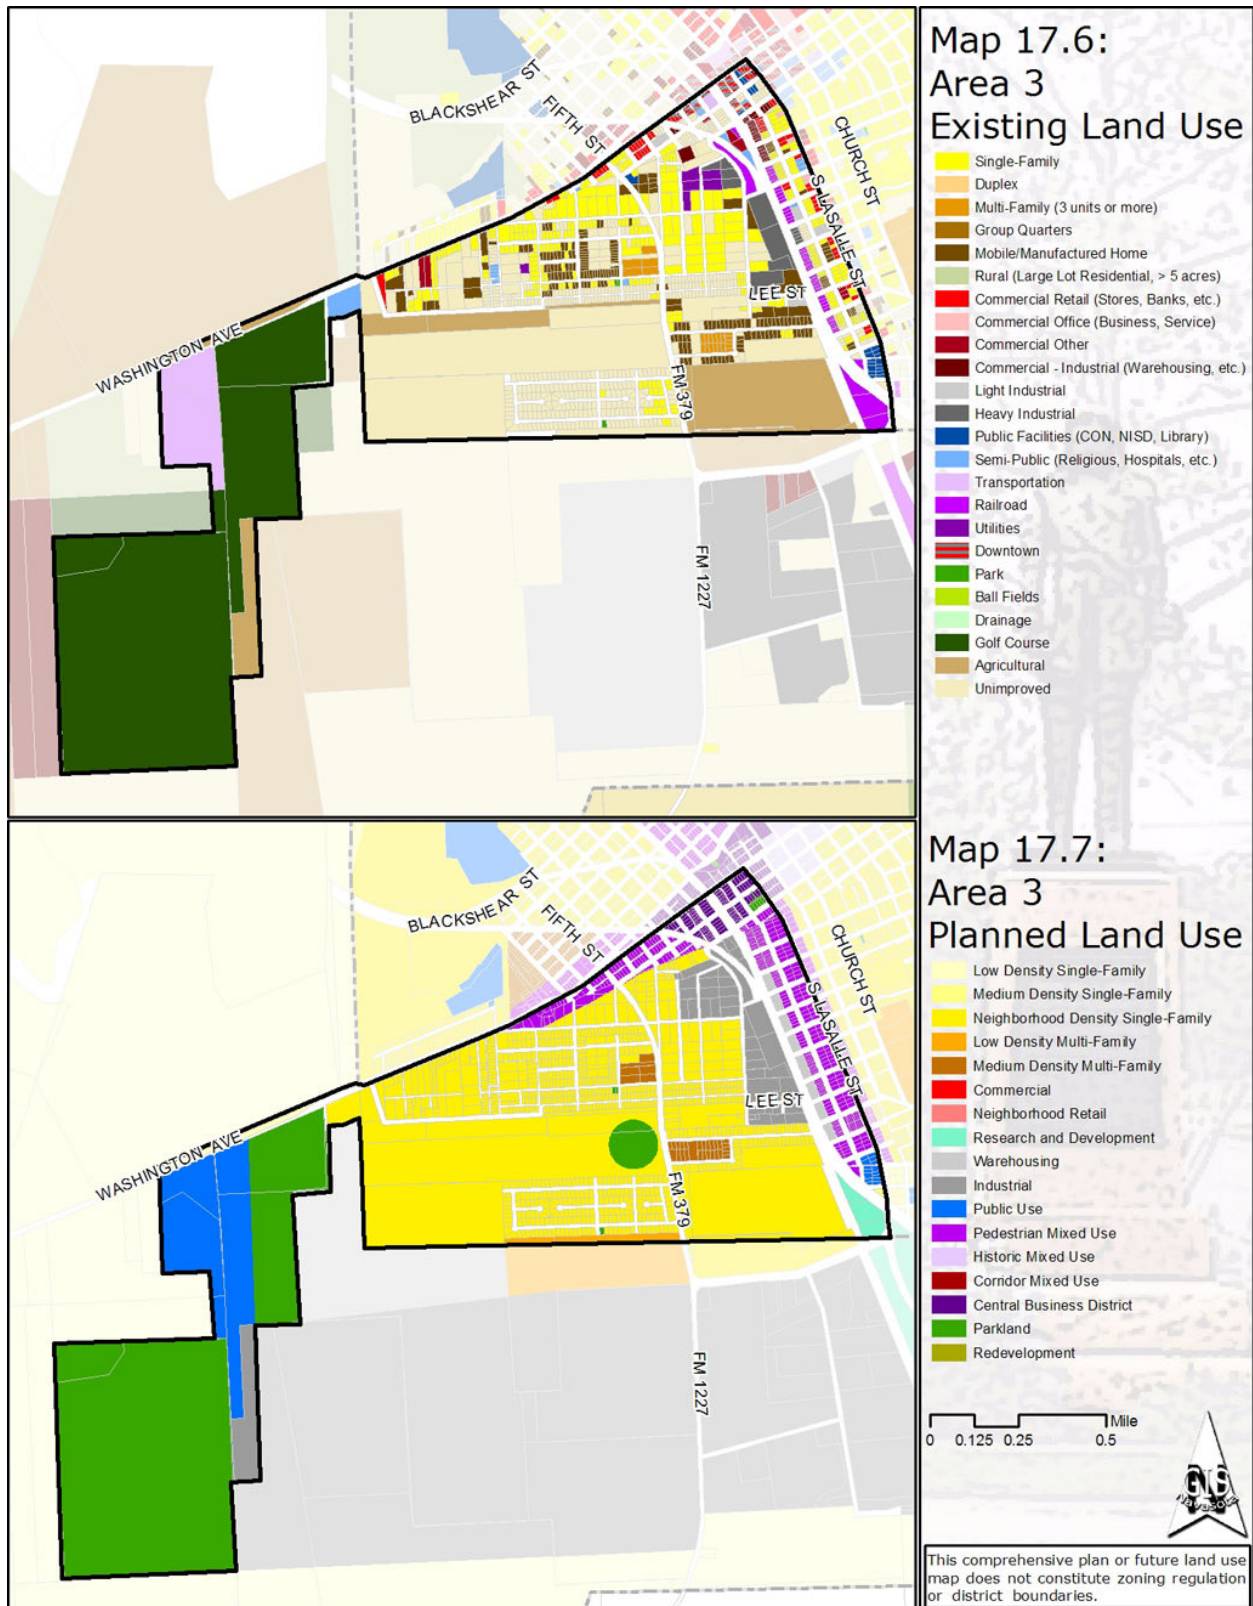 Map 17.6:
Area 3
Existing Land Use
Single-Family
Duplex
Multi-Family (3 units or more)
Group Quarters
Mobile/Manufactured Home
Rural (Large Lot Residential, > 5 acres)
Commercial Retail (Stores, Banks, etc.)
Commercial Office (Business, Service)
Commercial Other
Commercial - Industrial (Warehousing, etc.)
Light Industrial
Heavy Industrial
Public Facilities (CON, NISD, Library)
Semi-Public (Religious, Hospitals, etc.)
Transportation
Railroad
Utilities
Downtown
Park
Ball Fields
Drainage
Golf Course
Agricultural
Unimproved
BLACKSHEAR ST
FIFTH ST
CHURCH ST
S LASALLE ST
LEE ST
WASHINGTON AVE
FM 379
FM 1227
Map 17.7:
Area 3
Planned Land Use
Low Density Single-Family
Medium Density Single-Family
Neighborhood Density Single-Family
Low Density Multi-Family
Medium Density Multi-Family
Commercial
Neighborhood Retail
Research and Development
Warehousing
Industrial
Public Use
Pedestrian Mixed Use
Historic Mixed Use
Corridor Mixed Use
Central Business District
Parkland
Redevelopment
BLACKSHEAR ST
FIFTH ST
CHURCH ST
S LASALLE ST
LEE ST
WASHINGTON AVE
FM 379
FM 1227
Mile
0 0.125 0.25 0.5
GIS
Navasota
This comprehensive plan or future land use
map does not constitute zoning regulation
or district boundaries.